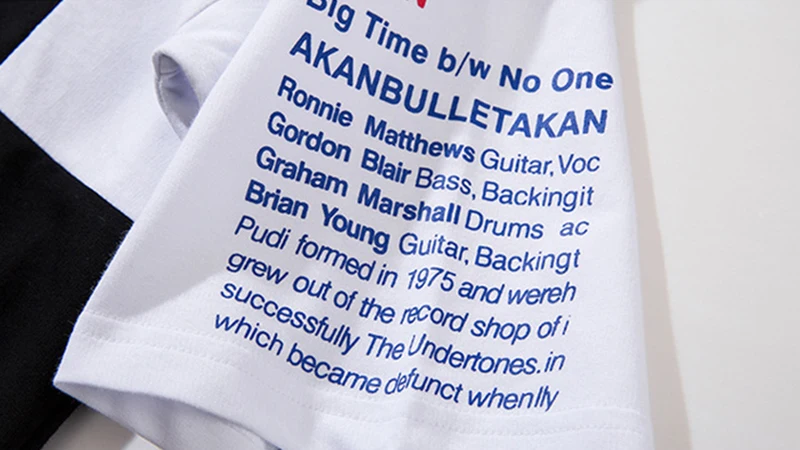 N
Big Time b/w No One
AKANBULLETAKAN
Ronnie Matthews Guitar, Voc
Gordon Blair Bass, Backingit
Graham Marshall Drums ac
Brian Young Guitar, Backingt
Pudi formed in 1975 and wereh
grew out of the record shop of i
successfully The Undertones.in
which became defunct whenlly